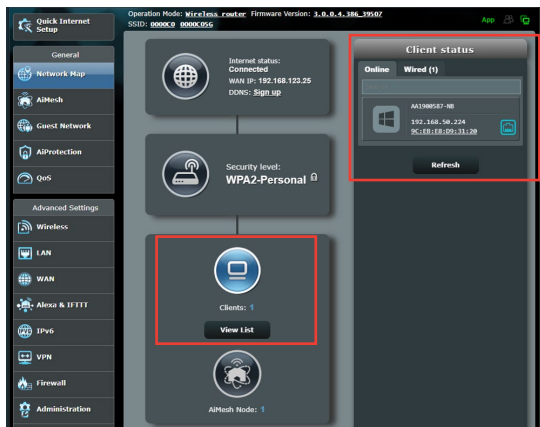 Quick Internet
Setup
Operation Mode: Wireless router Firmware Version: 3.0.0.4.386_39507
SSID: 0000C0 0000C05G
App
General
Network Map
AiMesh
Guest Network
AiProtection
QoS
Advanced Settings
Wireless
LAN
WAN
Alexa & IFTTT
IPv6
VPN
Firewall
Administration
Internet status:
Connected
WAN IP: 192.168.123.25
DDNS: Sign up
Security level:
WPA2-Personal
Clients: 1
View List
AiMesh Node: 1
Client status
Online Wired (1)
AA1900587-NB
192.168.50.224
9C:EB:E8:D9:31:20
Refresh